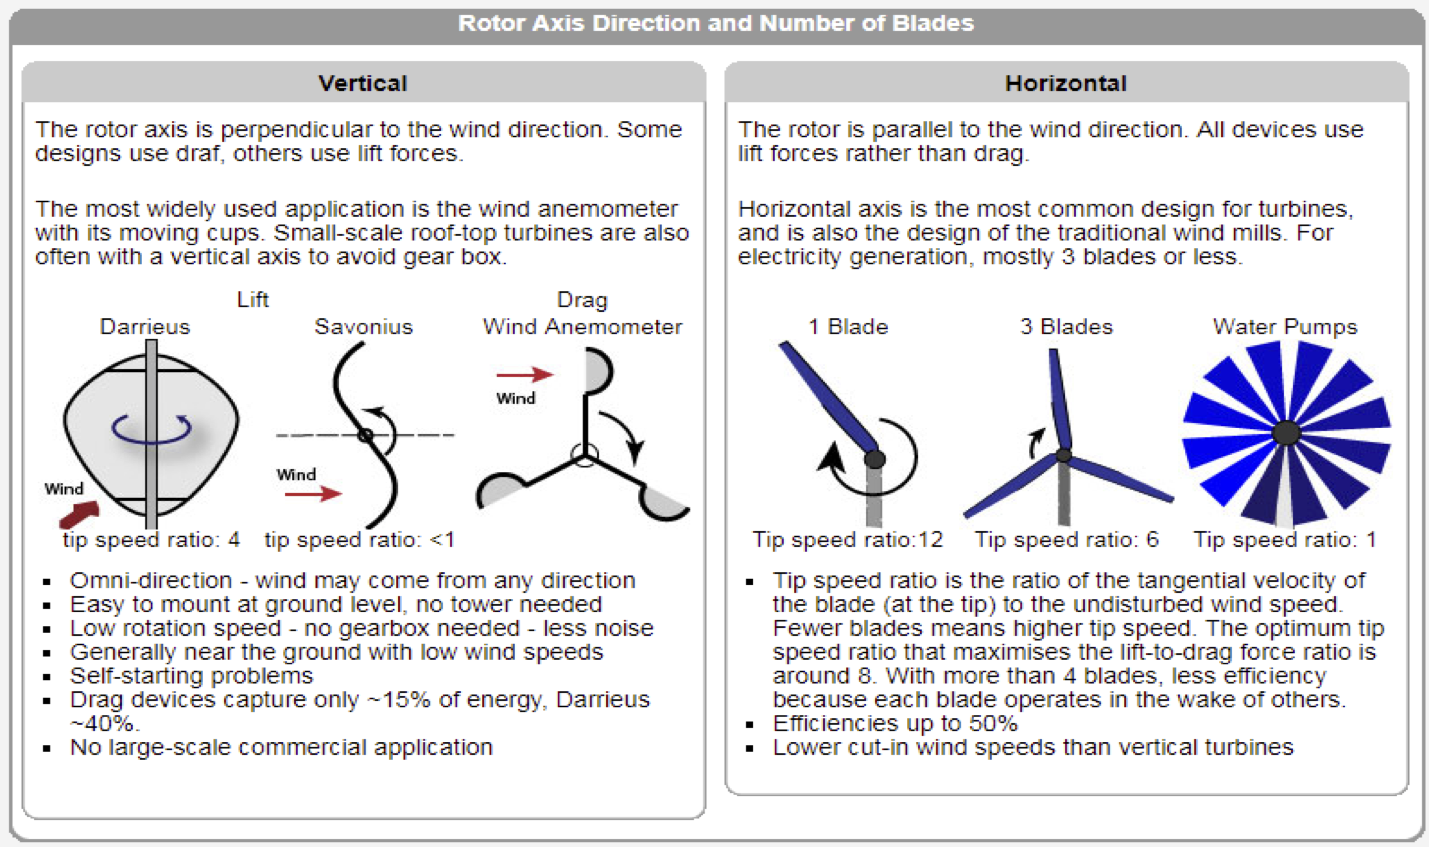 Rotor Axis Direction and Number of Blades
Vertical
The rotor axis is perpendicular to the wind direction. Some
designs use draf, others use lift forces.
The most widely used application is the wind anemometer
with its moving cups. Small-scale roof-top turbines are also
often with a vertical axis to avoid gear box.
Lift
Drag
Darrieus
Savonius
Wind Anemometer
Wind
Wind
Wind
tip speed ratio: 4
tip speed ratio: <1
▪ Omni-direction - wind may come from any direction
▪ Easy to mount at ground level, no tower needed
▪ Low rotation speed - no gearbox needed - less noise
▪ Generally near the ground with low wind speeds
▪ Self-starting problems
▪ Drag devices capture only ~15% of energy, Darrieus
~40%.
▪ No large-scale commercial application
Horizontal
The rotor is parallel to the wind direction. All devices use
lift forces rather than drag.
Horizontal axis is the most common design for turbines,
and is also the design of the traditional wind mills. For
electricity generation, mostly 3 blades or less.
1 Blade
3 Blades
Water Pumps
Tip speed ratio:12
Tip speed ratio: 6
Tip speed ratio: 1
▪ Tip speed ratio is the ratio of the tangential velocity of
the blade (at the tip) to the undisturbed wind speed.
Fewer blades means higher tip speed. The optimum tip
speed ratio that maximises the lift-to-drag force ratio is
around 8. With more than 4 blades, less efficiency
because each blade operates in the wake of others.
▪ Efficiencies up to 50%
▪ Lower cut-in wind speeds than vertical turbines